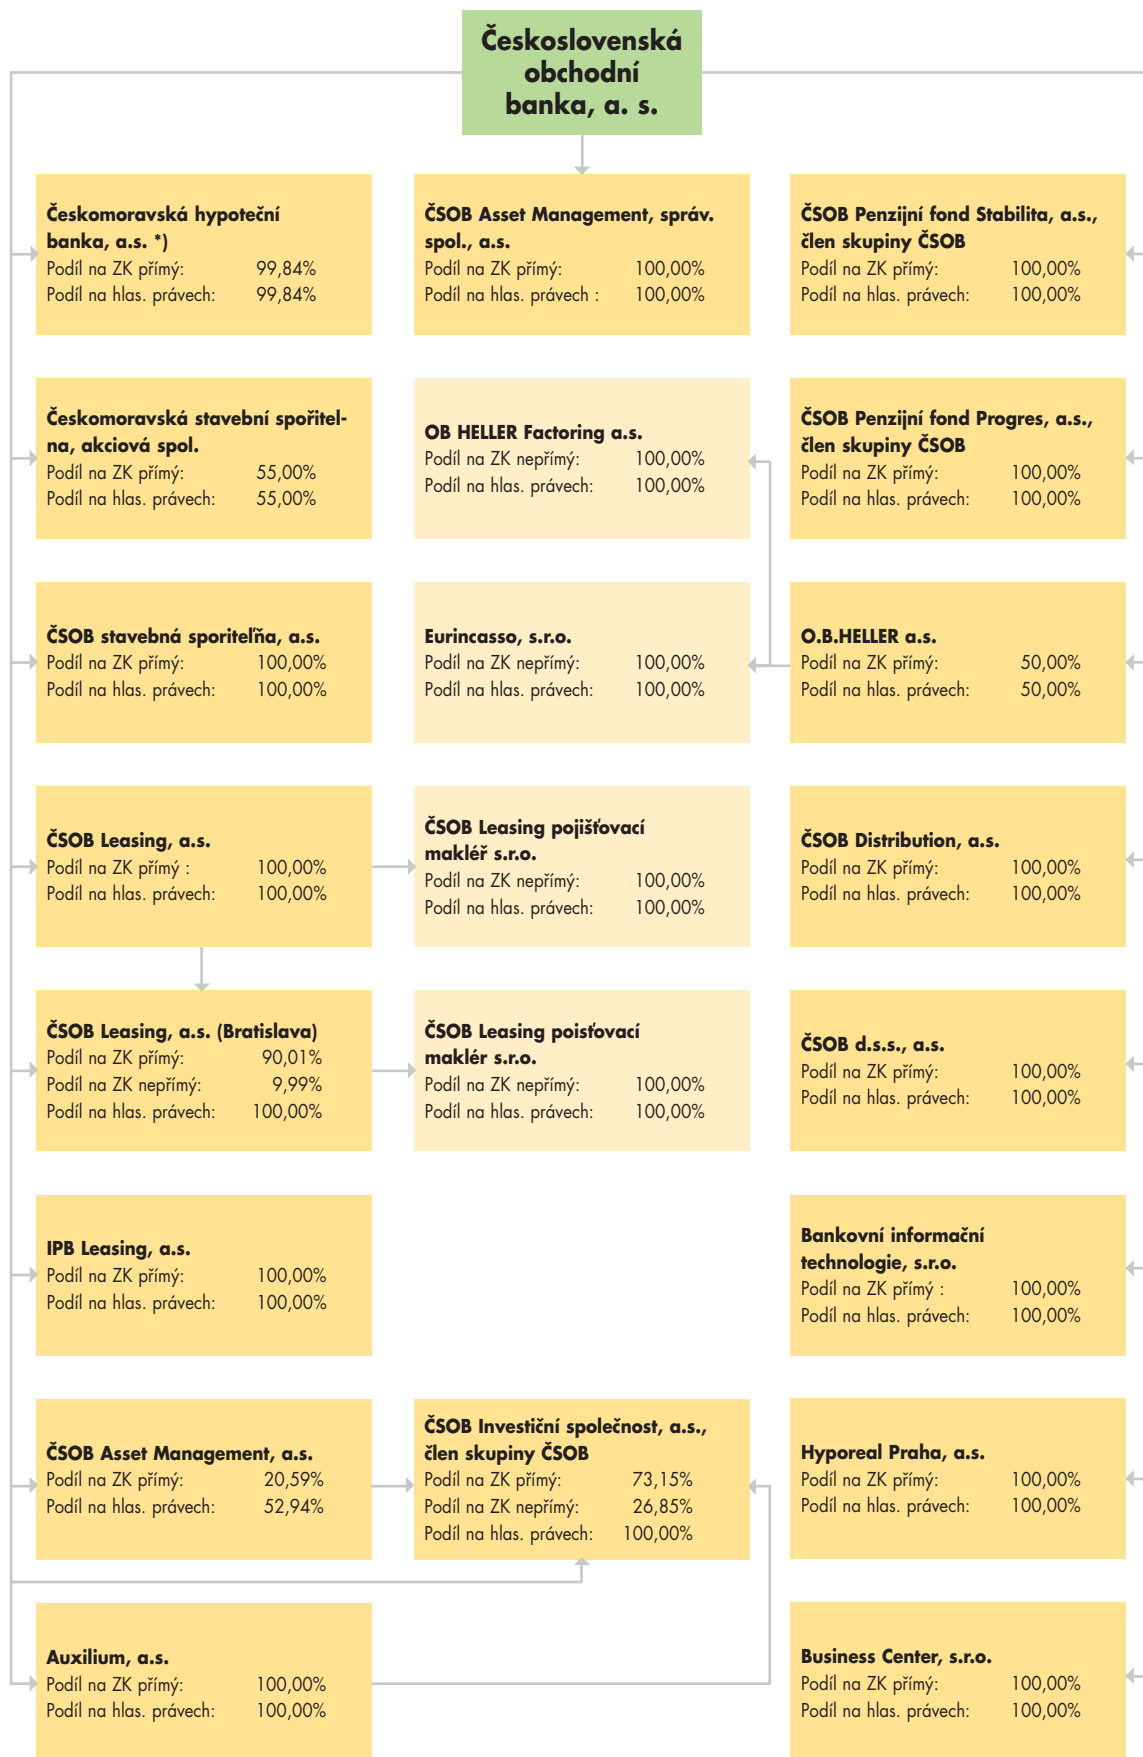 Československá
obchodní
banka, a. s.
Českomoravská hypoteční
banka, a.s. *)
Podíl na ZK přímý: 99,84%
Podíl na hlas. právech: 99,84%
ČSOB Asset Management, správ.
spol., a.s.
Podíl na ZK přímý: 100,00%
Podíl na hlas. právech : 100,00%
ČSOB Penzijní fond Stabilita, a.s.,
člen skupiny ČSOB
Podíl na ZK přímý: 100,00%
Podíl na hlas. právech: 100,00%
Českomoravská stavební spořitel-
na, akciová spol.
Podíl na ZK přímý: 55,00%
Podíl na hlas. právech: 55,00%
OB HELLER Factoring a.s.
Podíl na ZK nepřímý: 100,00%
Podíl na hlas. právech: 100,00%
ČSOB Penzijní fond Progres, a.s.,
člen skupiny ČSOB
Podíl na ZK přímý: 100,00%
Podíl na hlas. právech: 100,00%
ČSOB stavebná sporiteľňa, a.s.
Podíl na ZK přímý: 100,00%
Podíl na hlas. právech: 100,00%
Eurincasso, s.r.o.
Podíl na ZK nepřímý: 100,00%
Podíl na hlas. právech: 100,00%
O.B.HELLER a.s.
Podíl na ZK přímý: 50,00%
Podíl na hlas. právech: 50,00%
ČSOB Leasing, a.s.
Podíl na ZK přímý : 100,00%
Podíl na hlas. právech: 100,00%
ČSOB Leasing pojišťovací
makléř s.r.o.
Podíl na ZK nepřímý: 100,00%
Podíl na hlas. právech: 100,00%
ČSOB Distribution, a.s.
Podíl na ZK přímý: 100,00%
Podíl na hlas. právech: 100,00%
ČSOB Leasing, a.s. (Bratislava)
Podíl na ZK přímý: 90,01%
Podíl na ZK nepřímý: 9,99%
Podíl na hlas. právech: 100,00%
ČSOB Leasing poisťovací
maklér s.r.o.
Podíl na ZK nepřímý: 100,00%
Podíl na hlas. právech: 100,00%
ČSOB d.s.s., a.s.
Podíl na ZK přímý: 100,00%
Podíl na hlas. právech: 100,00%
IPB Leasing, a.s.
Podíl na ZK přímý: 100,00%
Podíl na hlas. právech: 100,00%
Bankovní informační
technologie, s.r.o.
Podíl na ZK přímý : 100,00%
Podíl na hlas. právech: 100,00%
ČSOB Asset Management, a.s.
Podíl na ZK přímý: 20,59%
Podíl na hlas. právech: 52,94%
ČSOB Investiční společnost, a.s.,
člen skupiny ČSOB
Podíl na ZK přímý: 73,15%
Podíl na ZK nepřímý: 26,85%
Podíl na hlas. právech: 100,00%
Hyporeal Praha, a.s.
Podíl na ZK přímý: 100,00%
Podíl na hlas. právech: 100,00%
Auxilium, a.s.
Podíl na ZK přímý: 100,00%
Podíl na hlas. právech: 100,00%
Business Center, s.r.o.
Podíl na ZK přímý: 100,00%
Podíl na hlas. právech: 100,00%